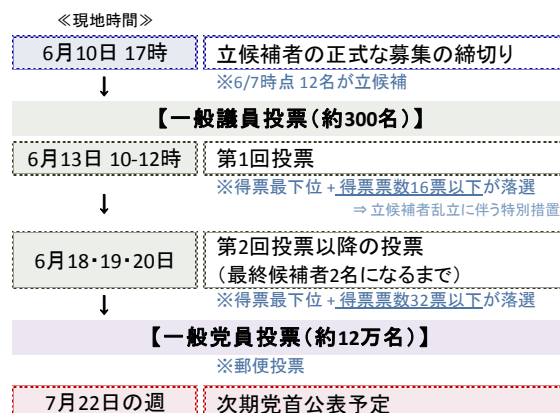 ≪現地時間≫
6月10日 17時 立候補者の正式な募集の締切り
※6/7時点 12名が立候補
↓
【一般議員投票(約300名)】
6月13日 10-12時 第1回投票
※得票最下位 + 得票票数16票以下が落選
⇒ 立候補者乱立に伴う特別措置
↓
6月18・19・20日 第2回投票以降の投票
(最終候補者2名になるまで)
※得票最下位 + 得票票数32票以下が落選
↓
【一般党員投票(約12万名)】
※郵便投票
7月22日の週 次期党首公表予定